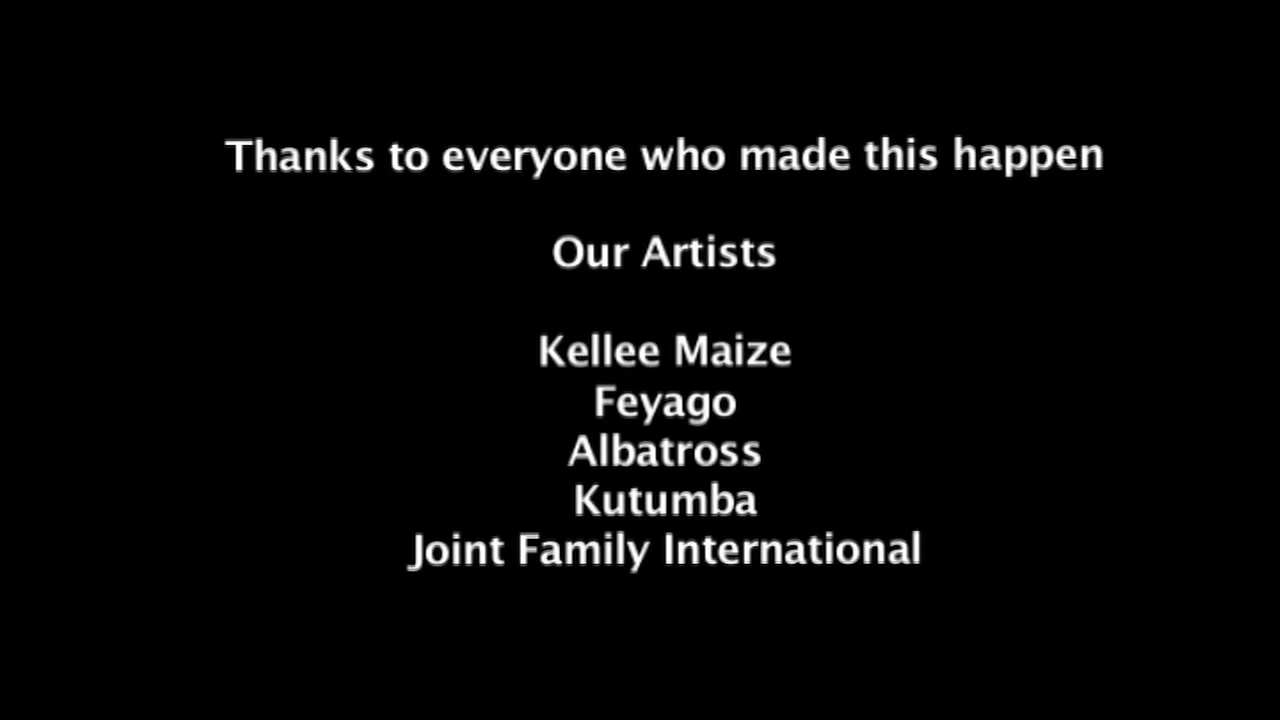 Thanks to everyone who made this happen
Our Artists
Kellee Maize
Feyago
Albatross
Kutumba
Joint Family International